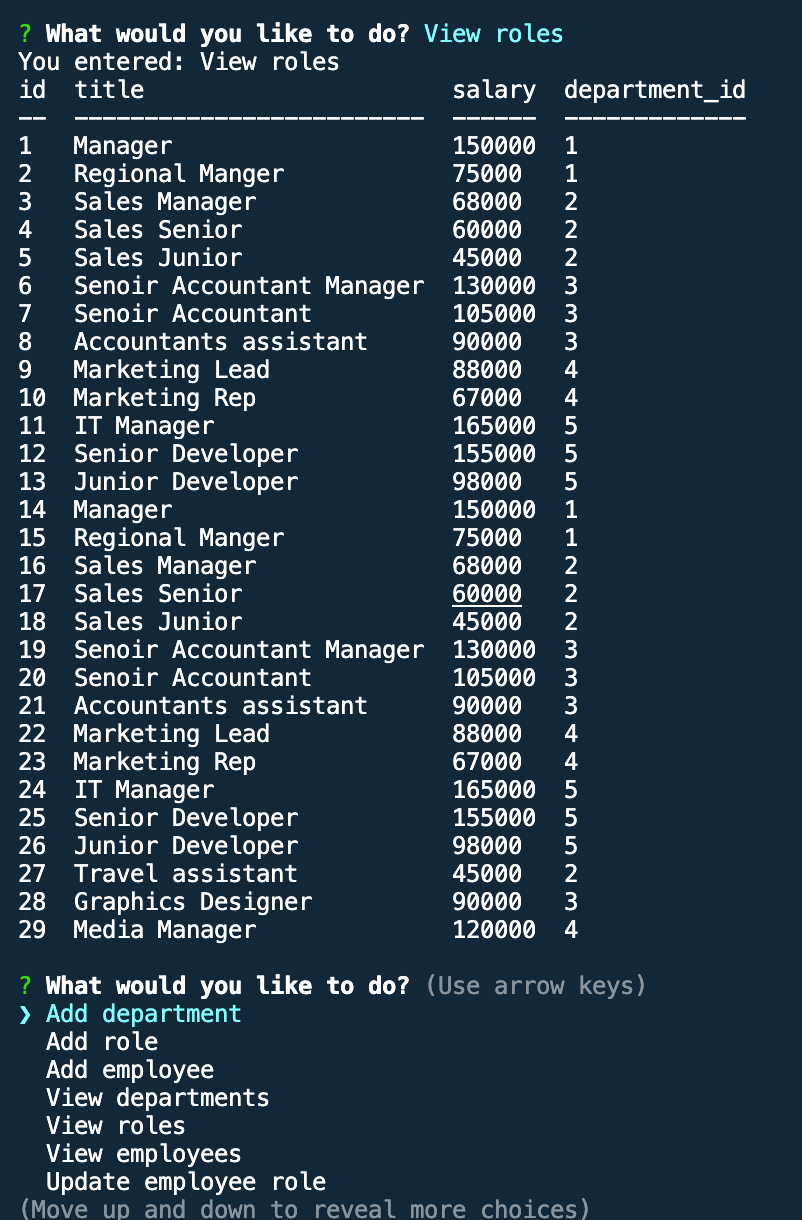 ? What would you like to do? View roles
You entered: View roles
id  title                      salary  department_id
--  -------------------------  ------  -------------
1   Manager                    150000  1
2   Regional Manger            75000   1
3   Sales Manager              68000   2
4   Sales Senior               60000   2
5   Sales Junior               45000   2
6   Senoir Accountant Manager  130000  3
7   Senoir Accountant          105000  3
8   Accountants assistant      90000   3
9   Marketing Lead             88000   4
10  Marketing Rep              67000   4
11  IT Manager                 165000  5
12  Senior Developer           155000  5
13  Junior Developer           98000   5
14  Manager                    150000  1
15  Regional Manger            75000   1
16  Sales Manager              68000   2
17  Sales Senior               60000   2
18  Sales Junior               45000   2
19  Senoir Accountant Manager  130000  3
20  Senoir Accountant          105000  3
21  Accountants assistant      90000   3
22  Marketing Lead             88000   4
23  Marketing Rep              67000   4
24  IT Manager                 165000  5
25  Senior Developer           155000  5
26  Junior Developer           98000   5
27  Travel assistant           45000   2
28  Graphics Designer          90000   3
29  Media Manager              120000  4
? What would you like to do? (Use arrow keys)
❯ Add department
  Add role
  Add employee
  View departments
  View roles
  View employees
  Update employee role
(Move up and down to reveal more choices)